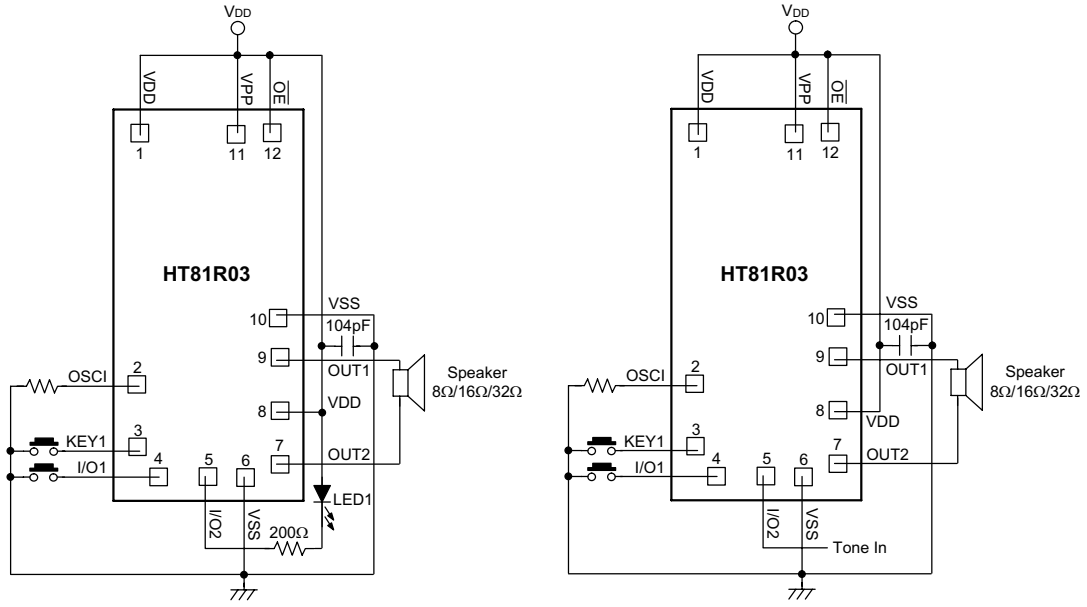 VDD
VDD
VPP
OE
1
11
12
HT81R03
VSS
10
104pF
9
OUT1
Speaker
8Ω/16Ω/32Ω
OSCI
2
8
VDD
KEY1
3
I/O1
4
5
6
7
OUT2
LED1
I/O2
VSS
200Ω
VDD
VDD
VPP
OE
1
11
12
HT81R03
VSS
10
104pF
9
OUT1
Speaker
8Ω/16Ω/32Ω
OSCI
2
8
VDD
KEY1
3
I/O1
4
5
6
7
OUT2
I/O2
VSS
Tone In